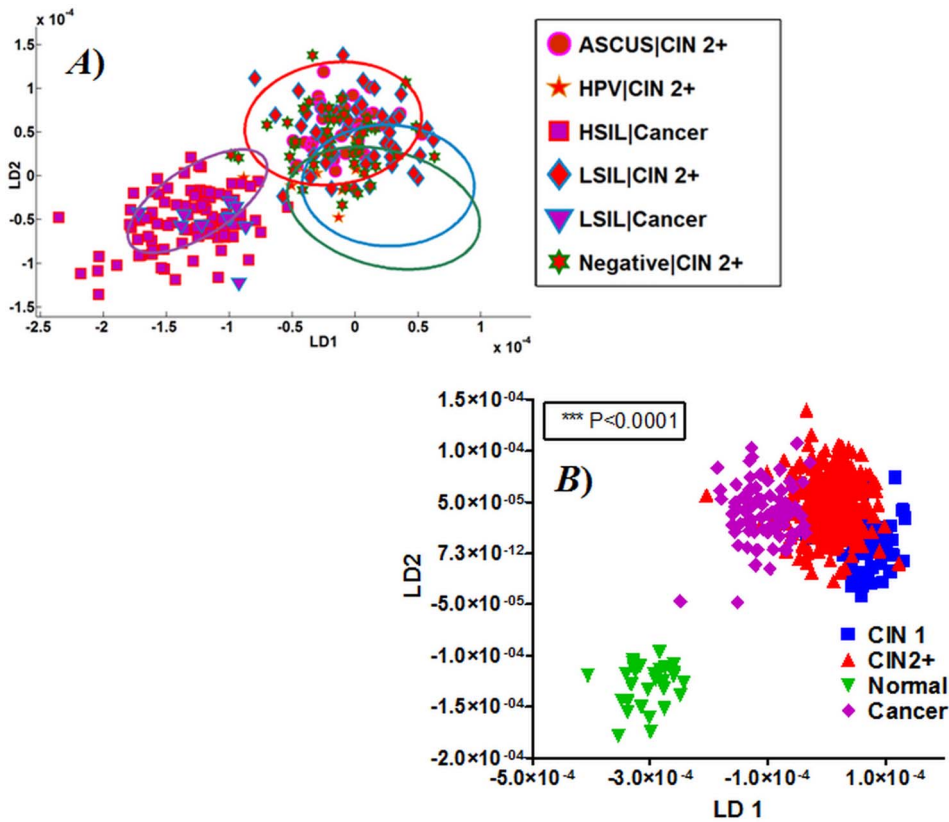 x 10⁻⁴
A)
1.5
1
0.5
0
-0.5
-1
-1.5
LD2
-2.5 -2 -1.5 -1 -0.5 0 0.5 1
LD1
x 10⁻⁴
ASCUS|CIN 2+
HPV|CIN 2+
HSIL|Cancer
LSIL|CIN 2+
LSIL|Cancer
Negative|CIN 2+
*** P<0.0001
B)
1.5×10⁻⁰⁴
1.0×10⁻⁰⁴
5.0×10⁻⁰⁵
7.3×10⁻¹²
-5.0×10⁻⁰⁵
-1.0×10⁻⁰⁴
-1.5×10⁻⁰⁴
-2.0×10⁻⁰⁴
LD2
CIN 1
CIN2+
Normal
Cancer
-5.0×10⁻⁴ -3.0×10⁻⁴ -1.0×10⁻⁴ 1.0×10⁻⁴
LD 1